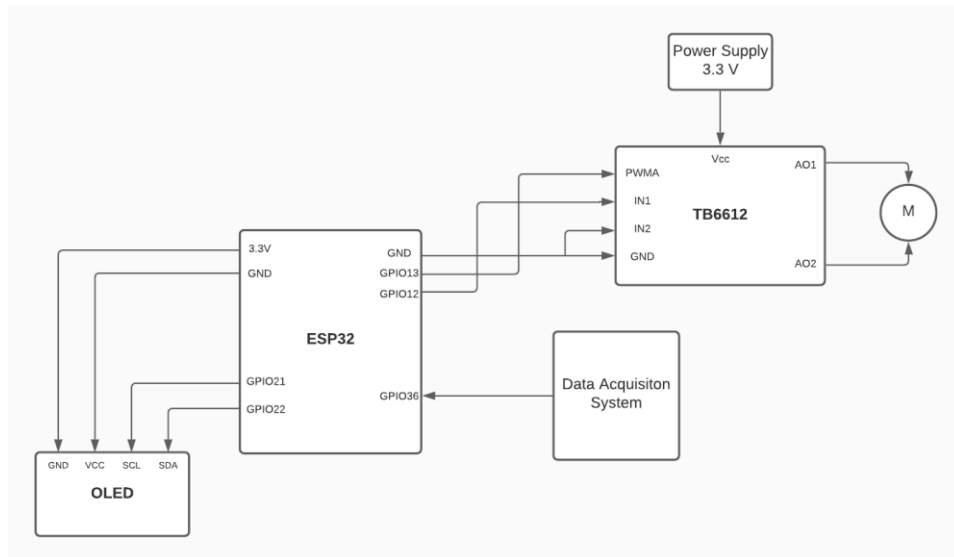 Power Supply
3.3 V
Vcc
PWMA
AO1
IN1
TB6612
M
IN2
GND
AO2
3.3V
GND
GND
GPIO13
GPIO12
ESP32
GPIO21
GPIO22
GPIO36
Data Acquisiton
System
GND VCC SCL SDA
OLED